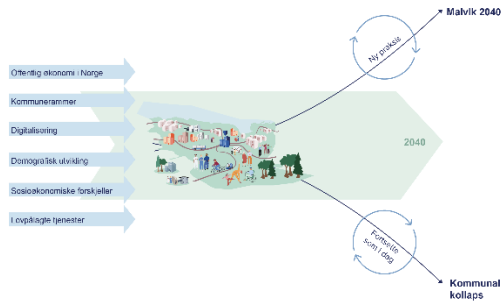 Malvik 2040
Ny praksis
Offentlig økonomi i Norge
Kommunerammer
Digitalisering
Demografisk utvikling
2040
Sosioøkonomiske forskjeller
Lovpålagte tjenester
Fortsette
som i dag
Kommunal
kollaps